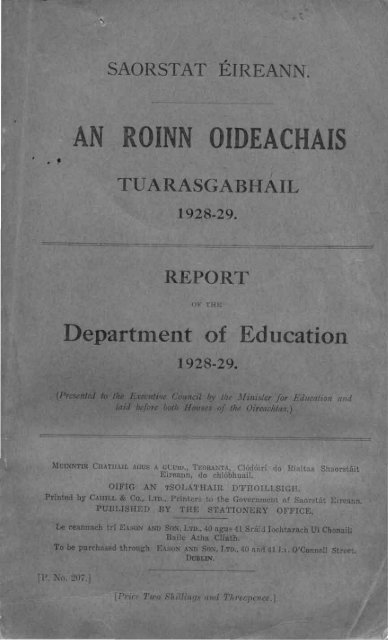 SAORSTAT ÉIREANN.
AN ROINN OIDEACHAIS
TUARASGABHÁIL
1928-29.
REPORT
OF THE
Department of Education
1928-29.
(Presented to the Executive Council by the Minister for Education and
laid before both Houses of the Oireachtas.)
MUINNTIR CHATHAIL AGUS A GCUID., TEORANTA, Clódóirí do Rialtas Shaorstáit
Éireann, do chlóbhuail.
OIFIG AN tSOLÁTHAIR D'FHOILLSIGH.
Printed by CAHILL & CO., LTD., Printers to the Government of Saorstát Éireann.
PUBLISHED BY THE STATIONERY OFFICE.
Le ceannach trí EASON AND SON, LTD., 40 agus 41 Sráid Íochtarach Uí Chonaill
Baile Átha Cliath.
To be purchased through EASON AND SON, LTD., 40 and 41 Lr. O'Connell Street,
DUBLIN.
[P. No. 207.]
[Price Two Shillings and Threepence.]